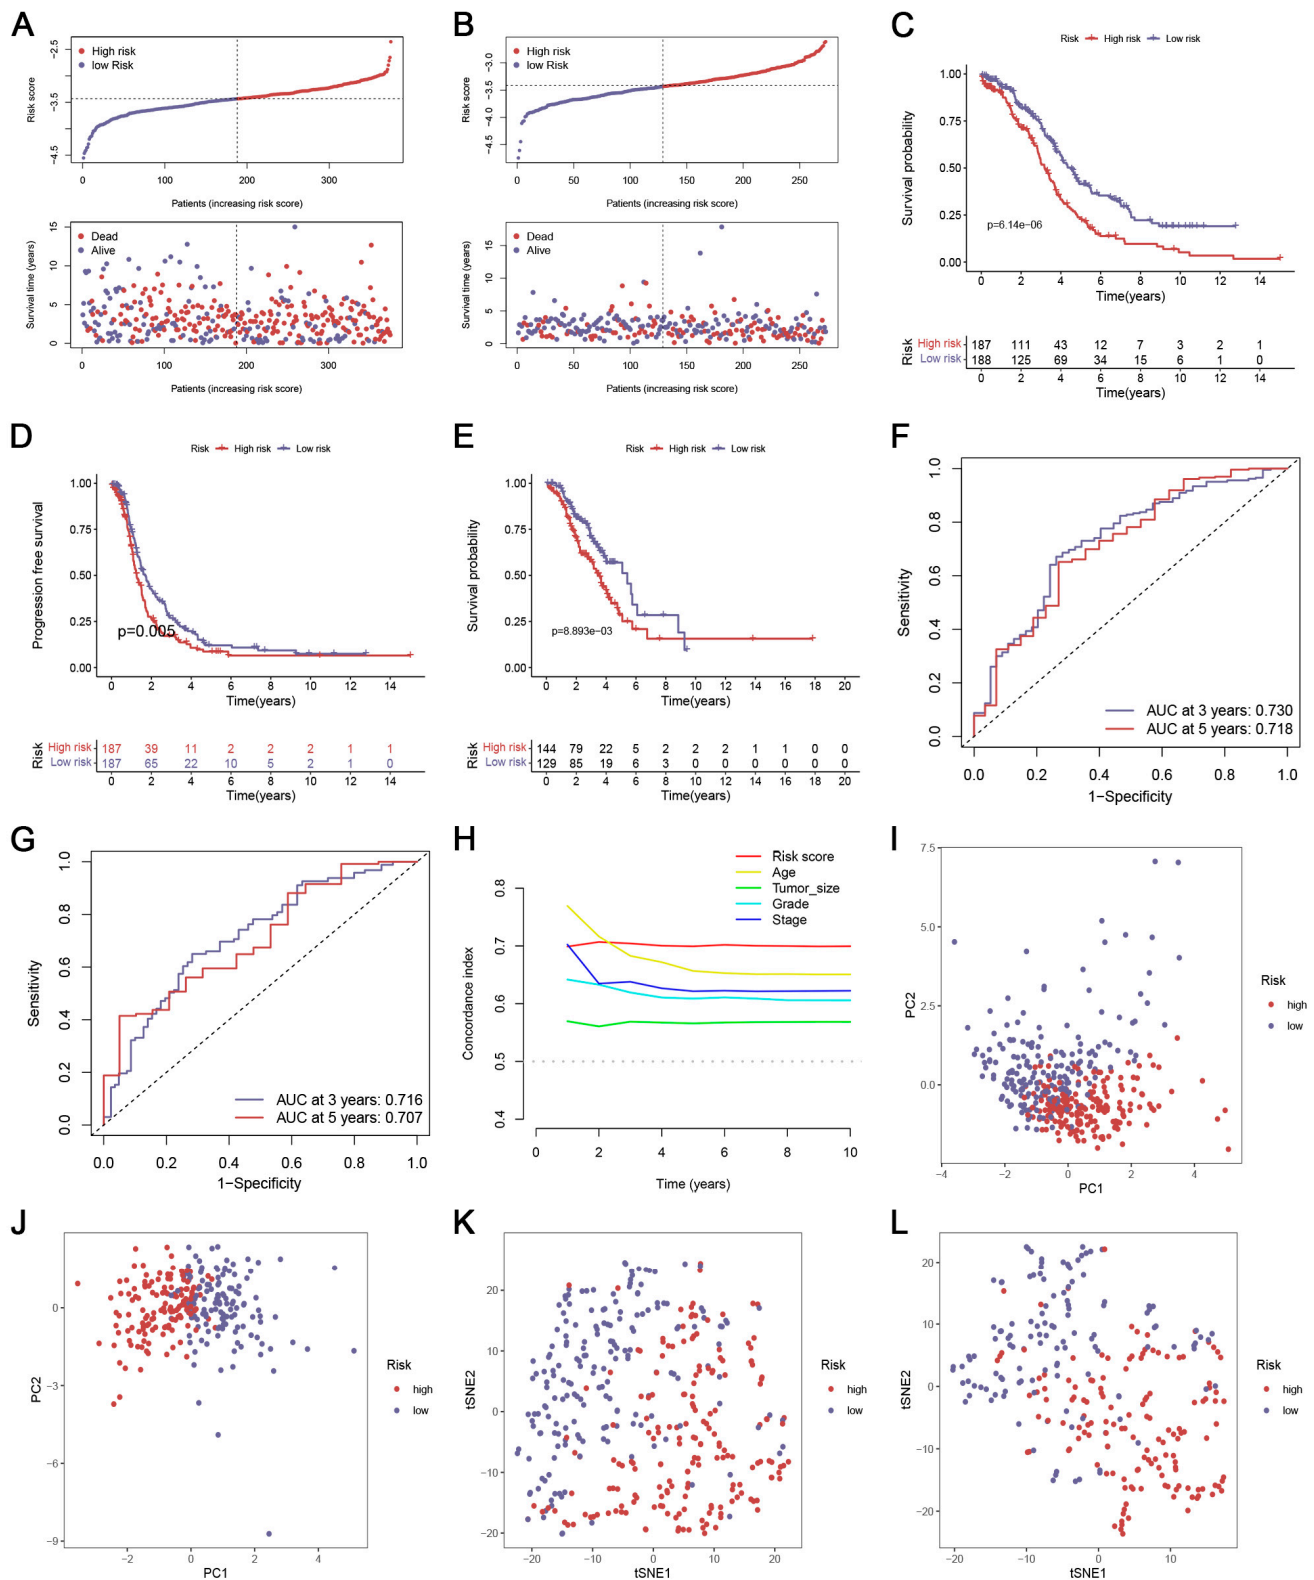 A
High risk
low Risk
Risk score
−2.5
−3.5
−4.5
0
100
200
300
Patients (increasing risk score)
Dead
Alive
Survival time (years)
15
10
5
0
0
100
200
300
Patients (increasing risk score)
B
High risk
low Risk
Risk score
−3.0
−3.5
−4.0
−4.5
0
50
100
150
200
250
Patients (increasing risk score)
Dead
Alive
Survival time (years)
15
10
5
0
0
50
100
150
200
250
Patients (increasing risk score)
C
Risk High risk Low risk
Survival probability
1.00
0.75
0.50
0.25
0.00
p=6.14e−06
0 2 4 6 8 10 12 14
Time(years)
Risk
High risk 187 111 43 12 7 3 2 1
Low risk 188 125 69 34 15 6 1 0
0 2 4 6 8 10 12 14
Time(years)
D
Risk High risk Low risk
Progression free survival
1.00
0.75
0.50
0.25
0.00
p=0.005
0 2 4 6 8 10 12 14
Time(years)
Risk
High risk 187 39 11 2 2 2 1 1
Low risk 187 65 22 10 5 2 1 0
0 2 4 6 8 10 12 14
Time(years)
E
Risk High risk Low risk
Survival probability
1.00
0.75
0.50
0.25
0.00
p=8.893e−03
0 2 4 6 8 10 12 14 16 18 20
Time(years)
Risk
High risk 144 79 22 5 2 2 2 1 1 0 0
Low risk 129 85 19 6 3 0 0 0 0 0 0
0 2 4 6 8 10 12 14 16 18 20
Time(years)
F
Sensitivity
1.0
0.8
0.6
0.4
0.2
0.0
AUC at 3 years: 0.730
AUC at 5 years: 0.718
0.0 0.2 0.4 0.6 0.8 1.0
1−Specificity
G
Sensitivity
1.0
0.8
0.6
0.4
0.2
0.0
AUC at 3 years: 0.716
AUC at 5 years: 0.707
0.0 0.2 0.4 0.6 0.8 1.0
1−Specificity
H
Risk score
Age
Tumor_size
Grade
Stage
Concordance index
0.8
0.7
0.6
0.5
0.4
0 2 4 6 8 10
Time (years)
I
PC2
7.5
5.0
2.5
0.0
−4 −2 0 2 4
PC1
Risk
high
low
J
PC2
0
−3
−6
−9
−2 0 2 4
PC1
Risk
high
low
K
tSNE2
20
10
0
−10
−20
−20 −10 0 10
tSNE1
Risk
high
low
L
tSNE2
20
10
0
−10
−20
−20 −10 0 10
tSNE1
Risk
high
low